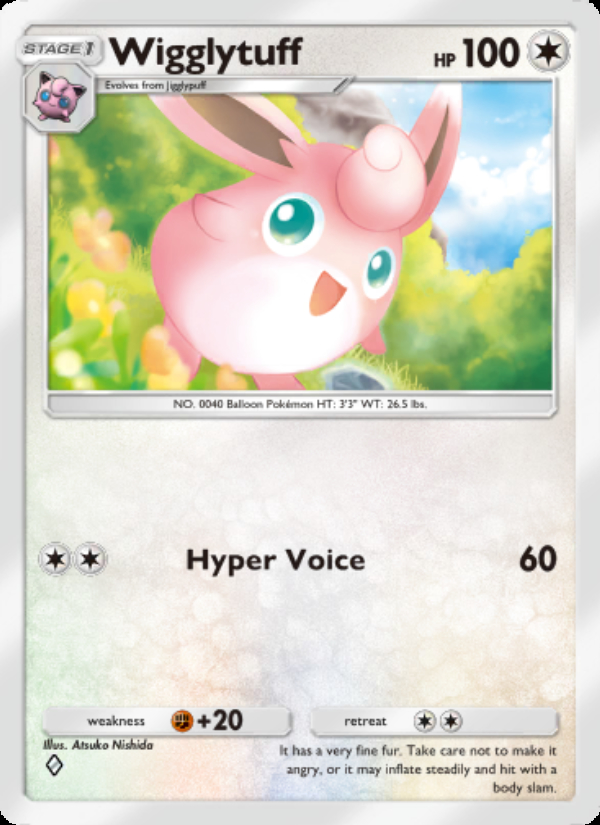 STAGE 1
Wigglytuff
HP 100
Evolves from Jigglypuff
NO. 0040 Balloon Pokémon HT: 3'3" WT: 26.5 lbs.
Hyper Voice 60
weakness +20 retreat
Illus. Atsuko Nishida
It has a very fine fur. Take care not to make it
angry, or it may inflate steadily and hit with a
body slam.